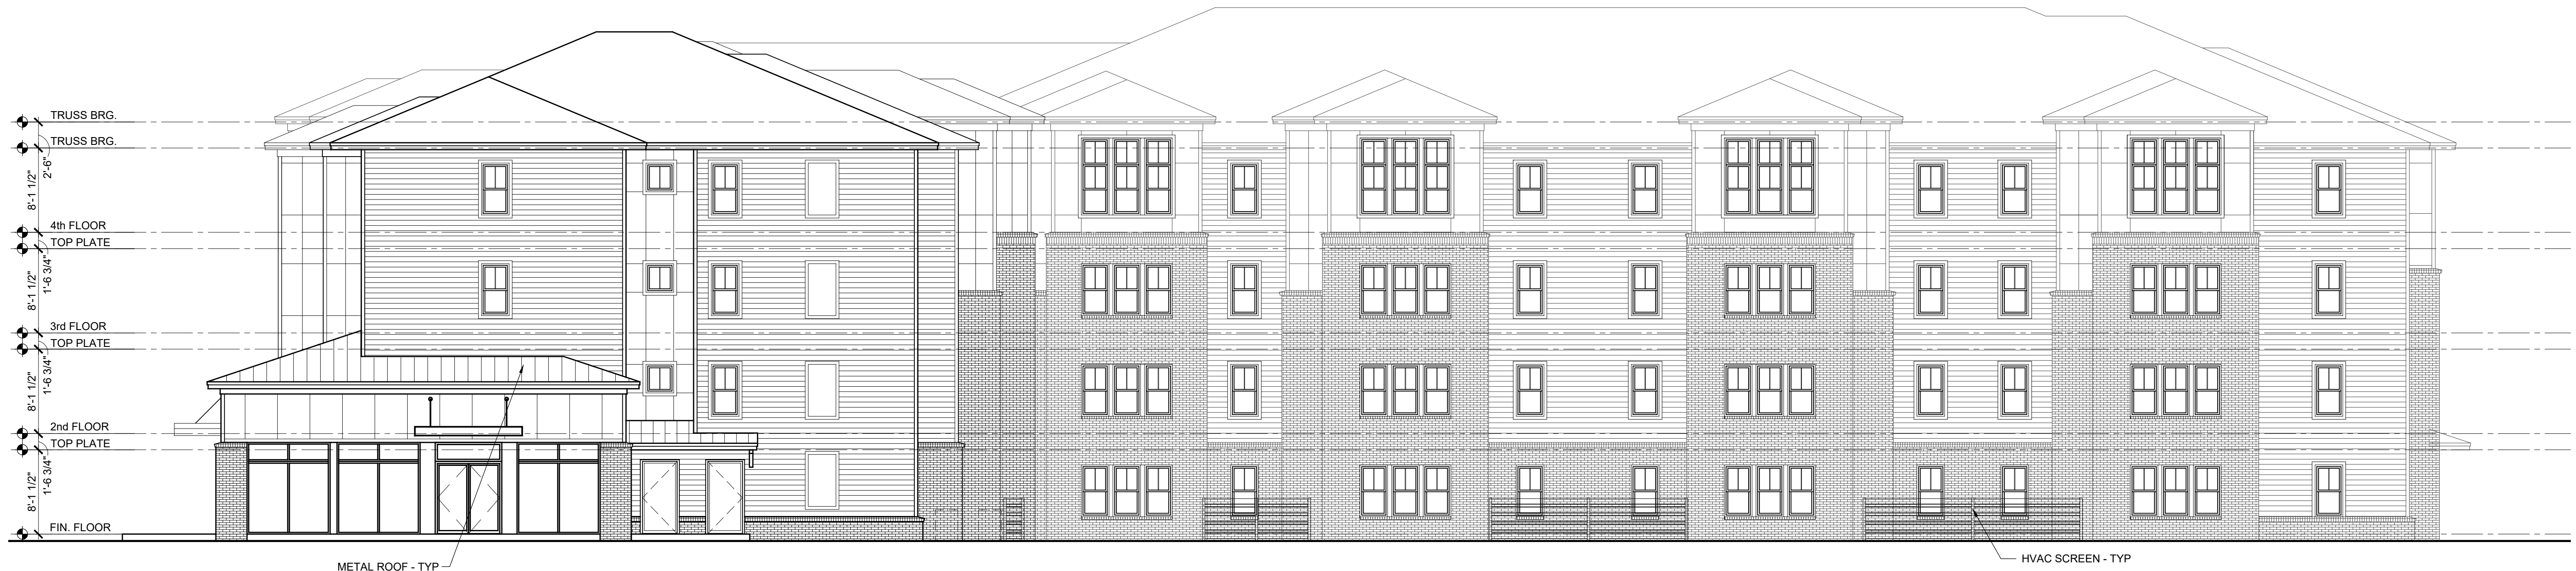 TRUSS BRG.
TRUSS BRG.
2'-6"
8'-1 1/2"
4th FLOOR
TOP PLATE
1'-6 3/4"
8'-1 1/2"
3rd FLOOR
TOP PLATE
1'-6 3/4"
8'-1 1/2"
2nd FLOOR
TOP PLATE
1'-6 3/4"
8'-1 1/2"
FIN. FLOOR
METAL ROOF - TYP
HVAC SCREEN - TYP